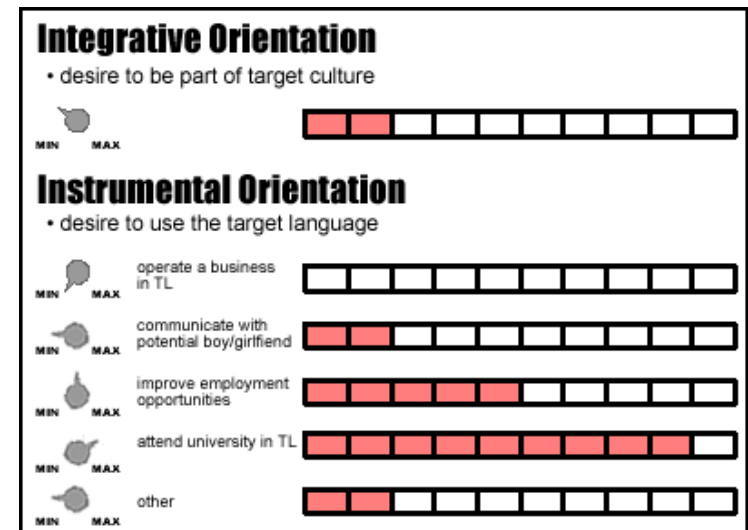 Integrative Orientation
• desire to be part of target culture
MIN MAX
Instrumental Orientation
• desire to use the target language
operate a business
in TL
MIN MAX
communicate with
potential boy/girlfiend
MIN MAX
improve employment
opportunities
MIN MAX
attend university in TL
MIN MAX
other
MIN MAX